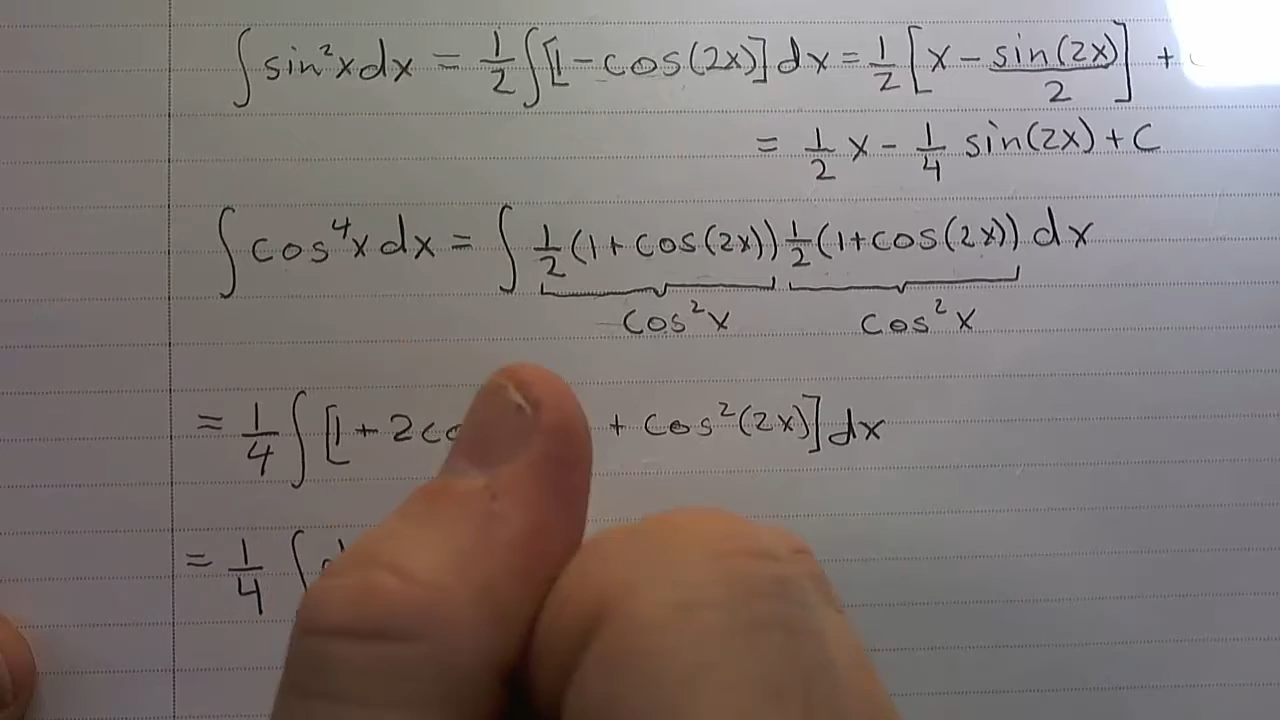 ∫ sin²x dx = 1/2 ∫ [1 - cos(2x)] dx = 1/2 [x - sin(2x)/2] +
= 1/2 x - 1/4 sin(2x) + C
∫ cos⁴x dx = ∫ 1/2 (1 + cos(2x)) 1/2 (1 + cos(2x)) dx
cos²x cos²x
= 1/4 ∫ [1 + 2 + cos²(2x)] dx
= 1/4 ∫